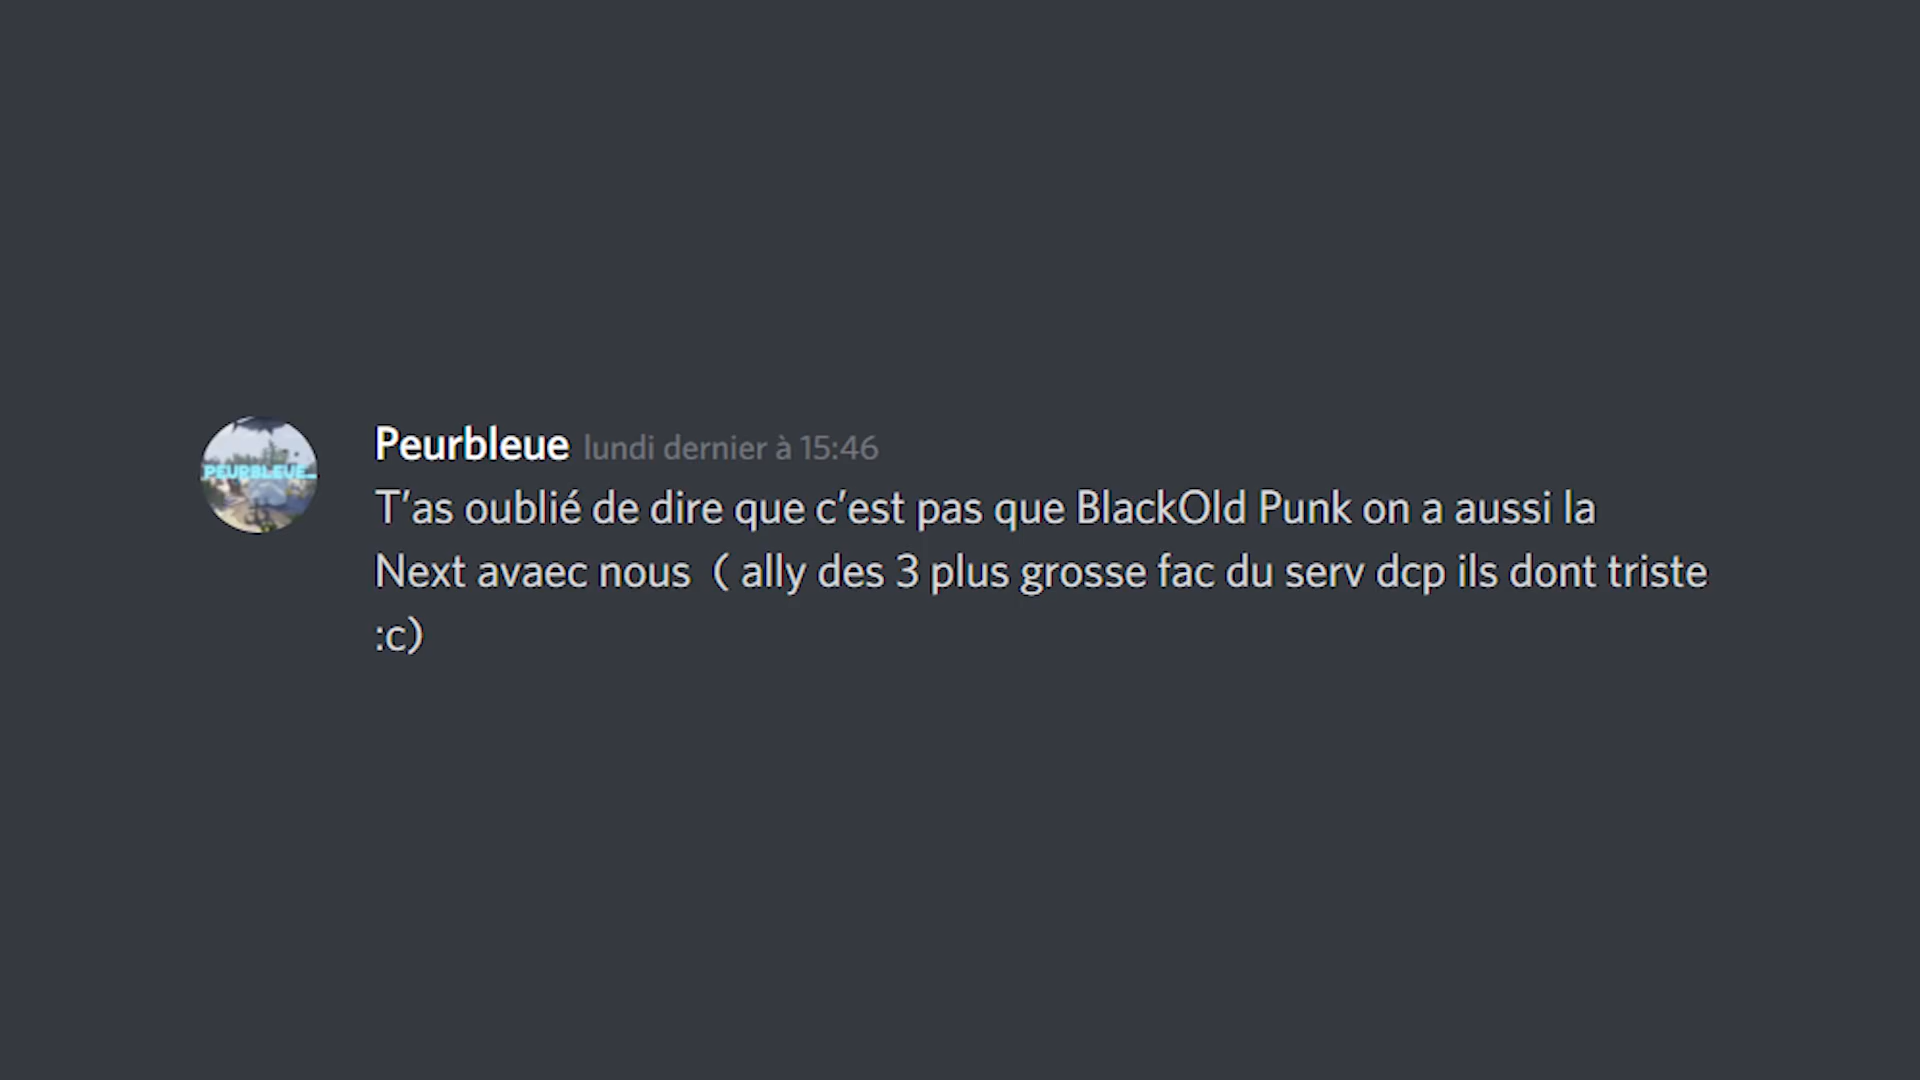 PEURBLEUE
Peurbleue lundi dernier à 15:46
T'as oublié de dire que c'est pas que BlackOld Punk on a aussi la
Next avaec nous ( ally des 3 plus grosse fac du serv dcp ils dont triste
:c)